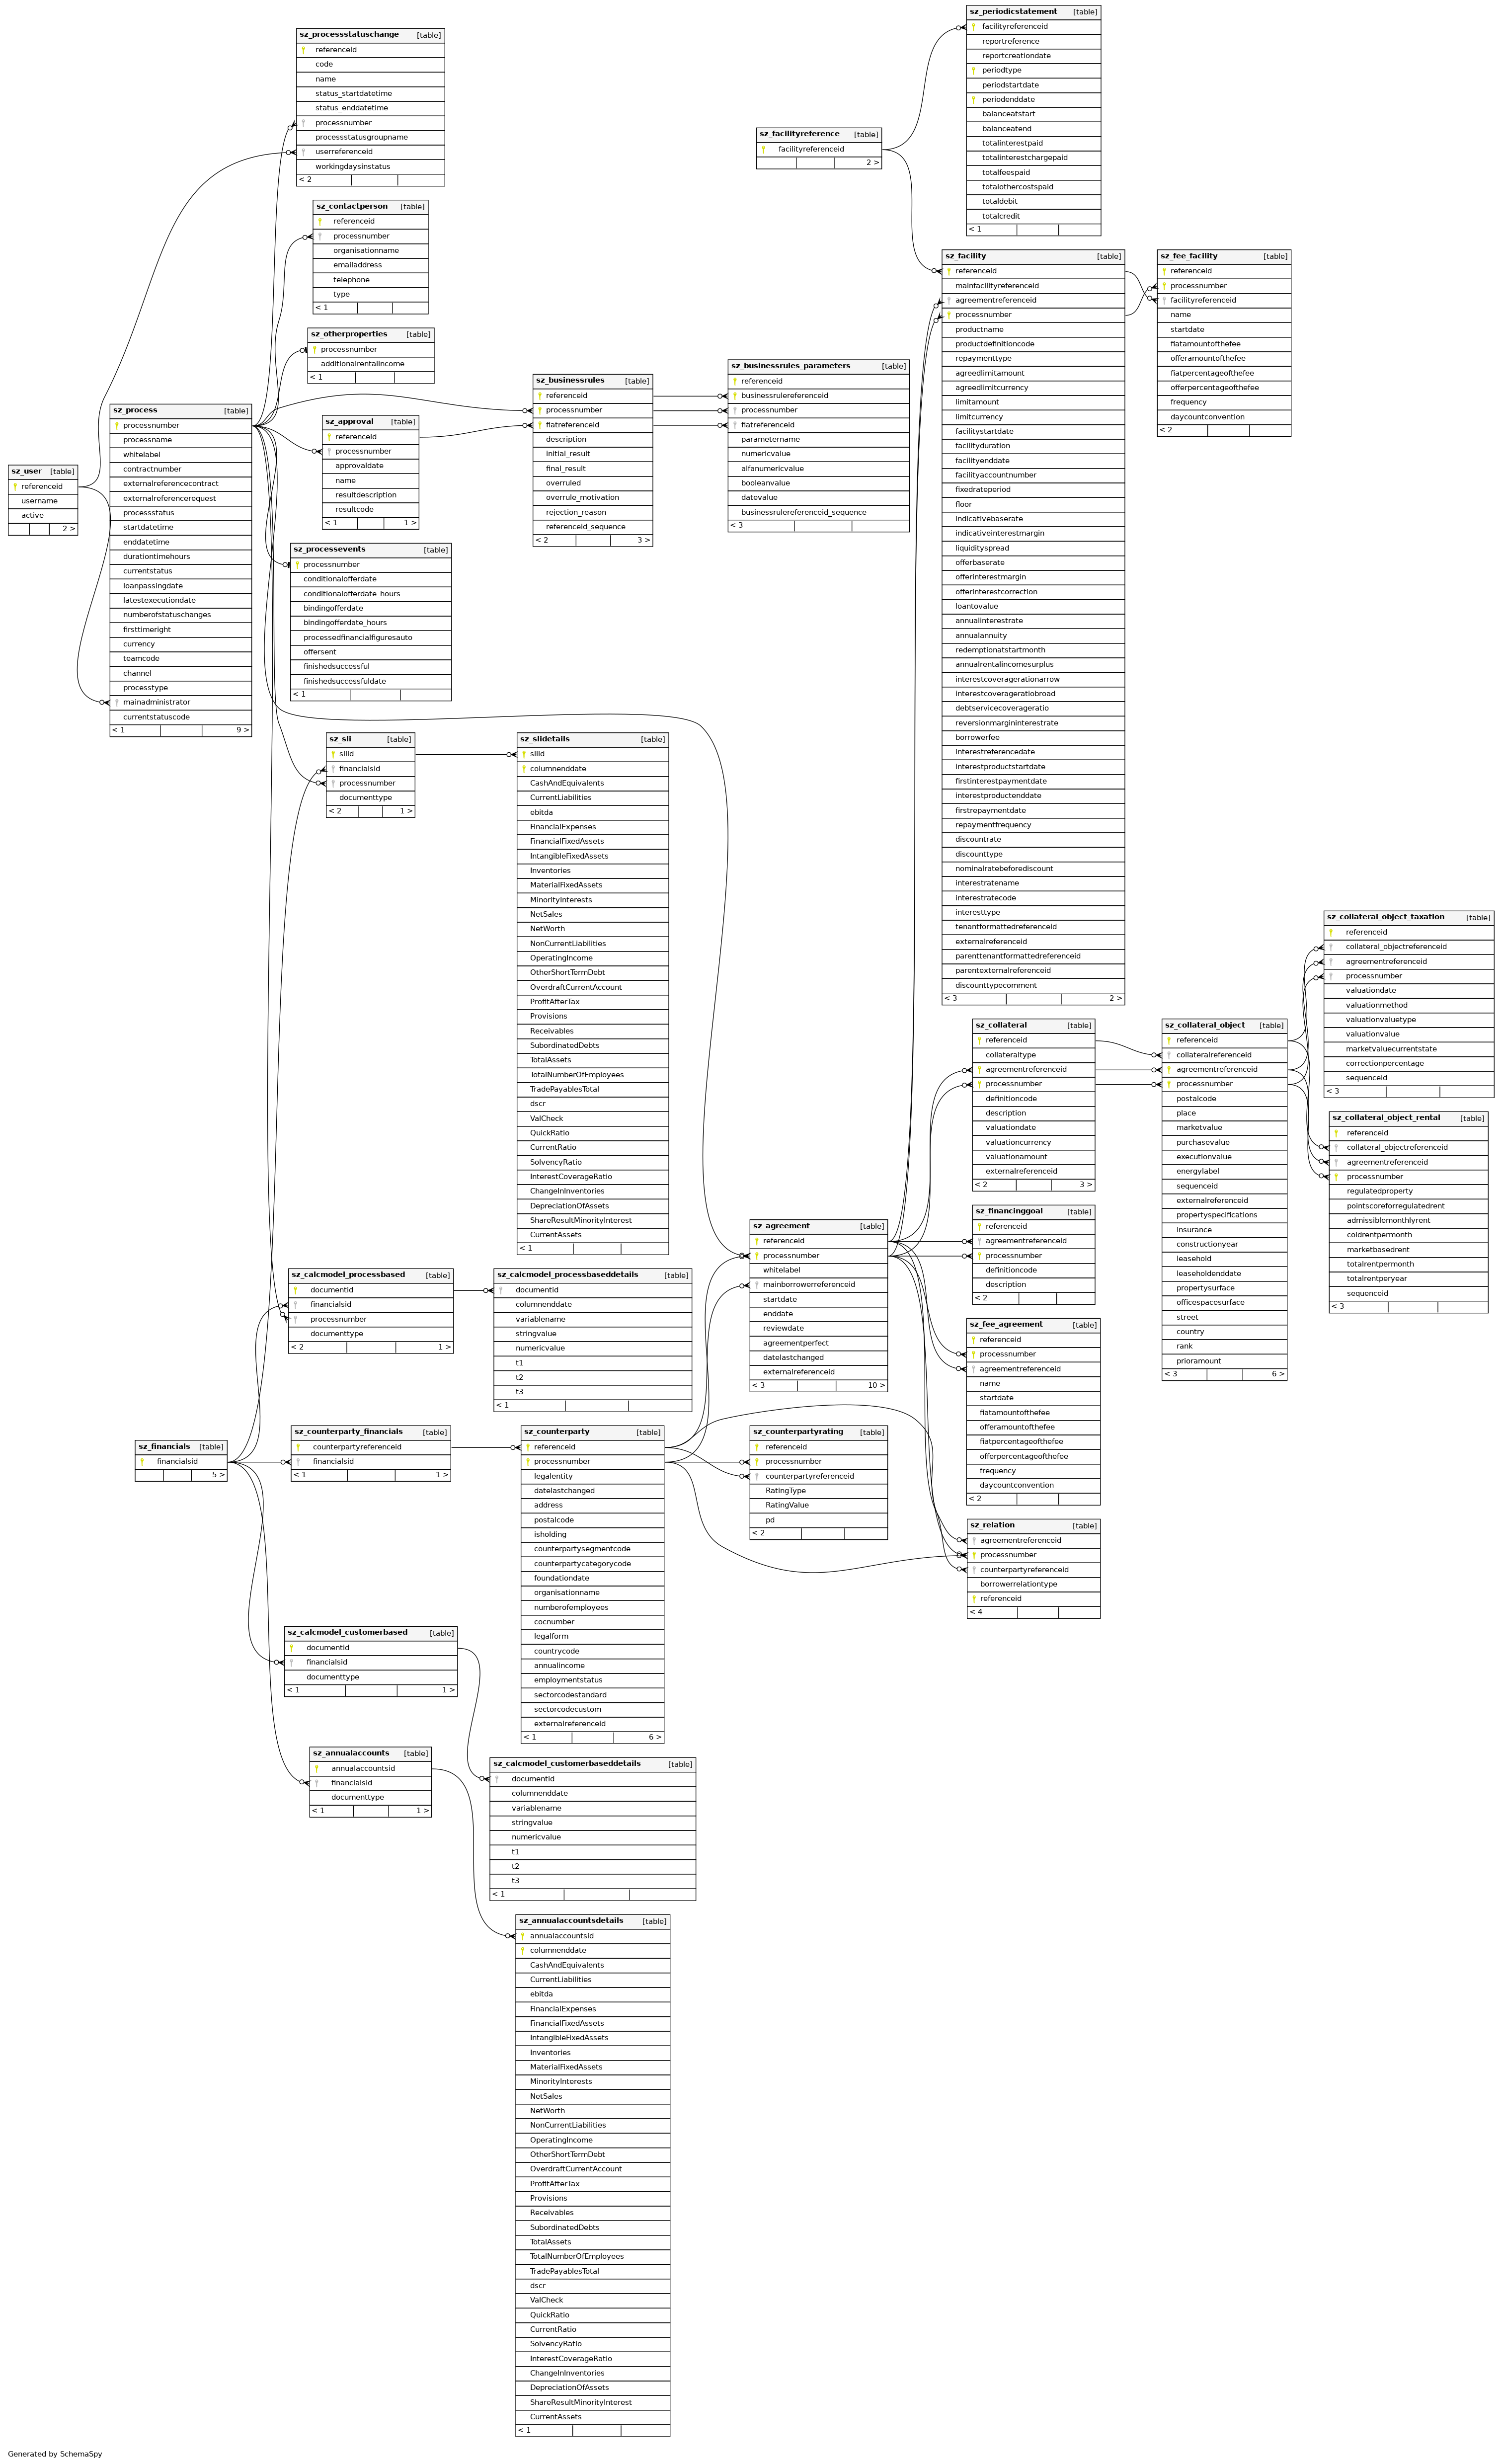 sz_periodicstatement [table]
facilityreferenceid
reportreference
reportcreationdate
periodtype
periodstartdate
periodenddate
balanceatstart
balanceatend
totalinterestpaid
totalinterestchargepaid
totalfeespaid
totalothercostspaid
totaldebit
totalcredit
< 1
sz_processstatuschange [table]
referenceid
code
name
status_startdatetime
status_enddatetime
processnumber
processstatusgroupname
userreferenceid
workingdaysinstatus
< 2
sz_facilityreference [table]
facilityreferenceid
2 >
sz_contactperson [table]
referenceid
processnumber
organisationname
emailaddress
telephone
type
< 1
sz_facility [table]
referenceid
mainfacilityreferenceid
agreementreferenceid
processnumber
productname
productdefinitioncode
repaymenttype
agreedlimitamount
agreedlimitcurrency
limitamount
limitcurrency
facilitystartdate
facilityduration
facilityenddate
facilityaccountnumber
fixedrateperiod
floor
indicativebaserate
indicativeinterestmargin
liquidityspread
offerbaserate
offerinterestmargin
offerinterestcorrection
loantovalue
annualinterestrate
annualannuity
redemptionatstartmonth
annualrentalincomesurplus
interestcoverageratiornarrow
interestcoverageratiobroad
debtservicecoverageratio
reversionmargininterestrate
borrowerfee
interestreferencedate
interestproductstartdate
firstinterestpaymentdate
interestproductenddate
firstrepaymentdate
repaymentfrequency
discountrate
discounttype
nominalratebeforediscount
interestratename
interestratecode
interesttype
tenantformattedreferenceid
externalreferenceid
parenttenantformattedreferenceid
parentexternalreferenceid
discounttypecomment
< 3 2 >
sz_fee_facility [table]
referenceid
processnumber
facilityreferenceid
name
startdate
fiatamountofthefee
offeramountofthefee
fiatpercentageofthefee
offerpercentageofthefee
frequency
daycountconvention
< 2
sz_otherproperties [table]
processnumber
additionalrentalincome
< 1
sz_businessrules_parameters [table]
referenceid
businessrulereferenceid
processnumber
fiatreferenceid
parametername
numericvalue
alfanumericvalue
booleanvalue
datevalue
businessrulereferenceid_sequence
< 3
sz_businessrules [table]
referenceid
processnumber
fiatreferenceid
description
initial_result
final_result
overruled
overrule_motivation
rejection_reason
referenceid_sequence
< 2 3 >
sz_process [table]
processnumber
processname
whitelabel
contractnumber
externalreferencecontract
externalreferencerequest
processstatus
startdatetime
enddatetime
durationtimehours
currentstatus
loanpassingdate
latestexecutiondate
numberofstatuschanges
firsttimeright
currency
teamcode
channel
processtype
mainadministrator
currentstatuscode
< 1 9 >
sz_approval [table]
referenceid
processnumber
approvaldate
name
resultdescription
resultcode
< 1 1 >
sz_user [table]
referenceid
username
active
2 >
sz_processevents [table]
processnumber
conditionalofferdate
conditionalofferdate_hours
bindingofferdate
bindingofferdate_hours
processedfinancialfiguresauto
offersent
finishedsuccessful
finishedsuccessfuldate
< 1
sz_sli [table]
sliid
financialsid
processnumber
documenttype
< 2 1 >
sz_slidetails [table]
sliid
columnenddate
CashAndEquivalents
CurrentLiabilities
ebitda
FinancialExpenses
FinancialFixedAssets
IntangibleFixedAssets
Inventories
MaterialFixedAssets
MinorityInterests
NetSales
NetWorth
NonCurrentLiabilities
OperatingIncome
OtherShortTermDebt
OverdraftCurrentAccount
ProfitAfterTax
Provisions
Receivables
SubordinatedDebts
TotalAssets
TotalNumberOfEmployees
TradePayablesTotal
dscr
ValCheck
QuickRatio
CurrentRatio
SolvencyRatio
InterestCoverageRatio
ChangeInInventories
DepreciationOfAssets
ShareResultMinorityInterest
CurrentAssets
< 1
sz_collateral_object_taxation [table]
referenceid
collateral_objectreferenceid
agreementreferenceid
processnumber
valuationdate
valuationmethod
valuationvaluetype
valuationvalue
marketvaluecurrentstate
correctionpercentage
sequenceid
< 3
sz_collateral [table]
referenceid
collateraltype
agreementreferenceid
processnumber
definitioncode
description
valuationdate
valuationcurrency
valuationamount
externalreferenceid
< 2 3 >
sz_collateral_object [table]
referenceid
collateralreferenceid
agreementreferenceid
processnumber
postalcode
place
marketvalue
purchasevalue
executionvalue
energylabel
sequenceid
externalreferenceid
propertyspecifications
insurance
constructionyear
leasehold
leaseholdenddate
propertysurface
officespacesurface
street
country
rank
prioramount
< 3 6 >
sz_collateral_object_rental [table]
referenceid
collateral_objectreferenceid
agreementreferenceid
processnumber
regulatedproperty
pointscoreforregulatedrent
admissiblemonthlyrent
coldrentpermonth
marketbasedrent
totalrentpermonth
totalrentperyear
sequenceid
< 3
sz_financinggoal [table]
referenceid
agreementreferenceid
processnumber
definitioncode
description
< 2
sz_agreement [table]
referenceid
processnumber
whitelabel
mainborrowerreferenceid
startdate
enddate
reviewdate
agreementperfect
datelastchanged
externalreferenceid
< 3 10 >
sz_calcmodel_processbased [table]
documentid
financialsid
processnumber
documenttype
< 2 1 >
sz_calcmodel_processbaseddetails [table]
documentid
columnenddate
variablename
stringvalue
numericvalue
t1
t2
t3
< 1
sz_fee_agreement [table]
referenceid
processnumber
agreementreferenceid
name
startdate
fiatamountofthefee
offeramountofthefee
fiatpercentageofthefee
offerpercentageofthefee
frequency
daycountconvention
< 2
sz_financials [table]
financialsid
5 >
sz_counterparty_financials [table]
counterpartyreferenceid
financialsid
< 1 1 >
sz_counterparty [table]
referenceid
processnumber
legalentity
datelastchanged
address
postalcode
isholding
counterpartysegmentcode
counterpartycategorycode
foundationdate
organisationname
numberofemployees
cocnumber
legalform
countrycode
annualincome
employmentstatus
sectorcodestandard
sectorcodecustom
externalreferenceid
< 1 6 >
sz_counterpartyrating [table]
referenceid
processnumber
counterpartyreferenceid
RatingType
RatingValue
pd
< 2
sz_relation [table]
agreementreferenceid
processnumber
counterpartyreferenceid
borrowerrelationtype
referenceid
< 4
sz_calcmodel_customerbased [table]
documentid
financialsid
documenttype
< 1 1 >
sz_annualaccounts [table]
annualaccountsid
financialsid
documenttype
< 1 1 >
sz_calcmodel_customerbaseddetails [table]
documentid
columnenddate
variablename
stringvalue
numericvalue
t1
t2
t3
< 1
sz_annualaccountsdetails [table]
annualaccountsid
columnenddate
CashAndEquivalents
CurrentLiabilities
ebitda
FinancialExpenses
FinancialFixedAssets
IntangibleFixedAssets
Inventories
MaterialFixedAssets
MinorityInterests
NetSales
NetWorth
NonCurrentLiabilities
OperatingIncome
OtherShortTermDebt
OverdraftCurrentAccount
ProfitAfterTax
Provisions
Receivables
SubordinatedDebts
TotalAssets
TotalNumberOfEmployees
TradePayablesTotal
dscr
ValCheck
QuickRatio
CurrentRatio
SolvencyRatio
InterestCoverageRatio
ChangeInInventories
DepreciationOfAssets
ShareResultMinorityInterest
CurrentAssets
< 1
Generated by SchemaSpy